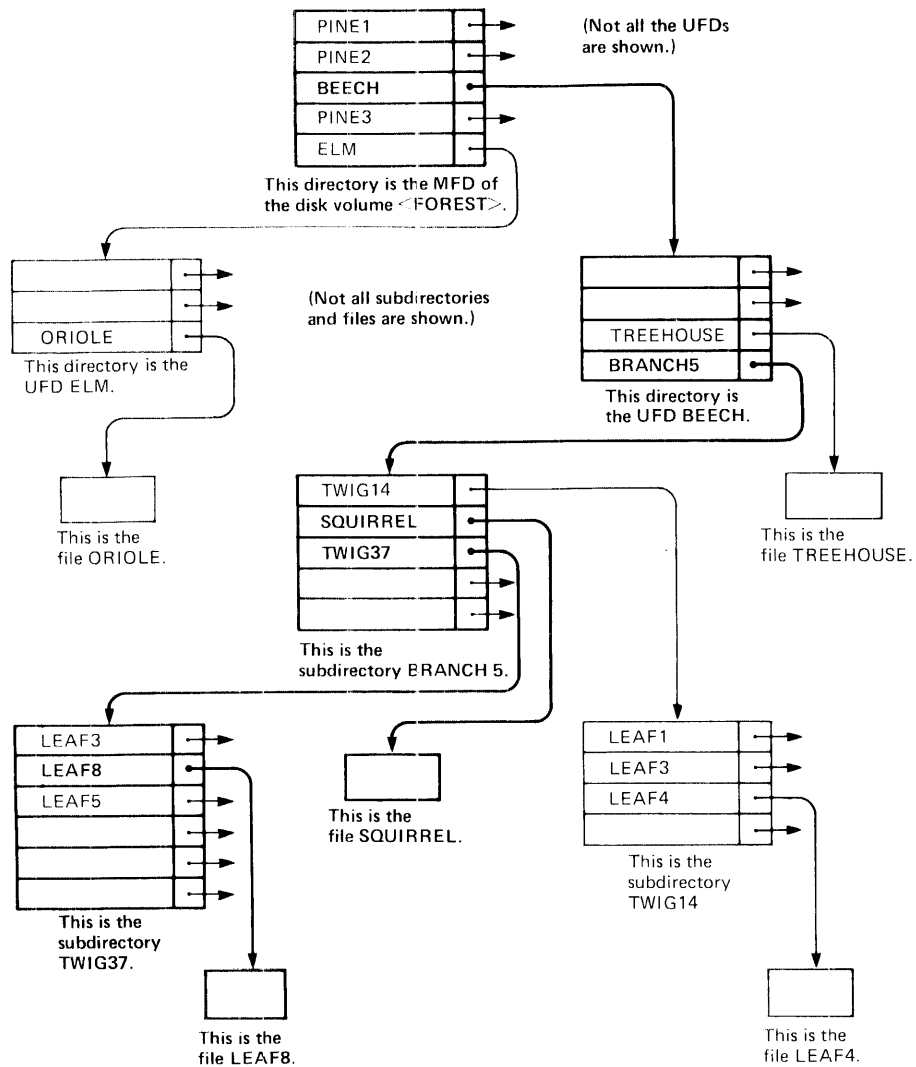 PINE1
PINE2
BEECH
PINE3
ELM
(Not all the UFDs
are shown.)
This directory is the MFD of
the disk volume <FOREST>.
ORIOLE
This directory is the
UFD ELM.
(Not all subdirectories
and files are shown.)
TREEHOUSE
BRANCH5
This directory is
the UFD BEECH.
This is the
file ORIOLE.
TWIG14
SQUIRREL
TWIG37
This is the
subdirectory BRANCH 5.
This is the
file TREEHOUSE.
LEAF3
LEAF8
LEAF5
This is the
subdirectory
TWIG37.
This is the
file SQUIRREL.
LEAF1
LEAF3
LEAF4
This is the
subdirectory
TWIG14
This is the
file LEAF8.
This is the
file LEAF4.